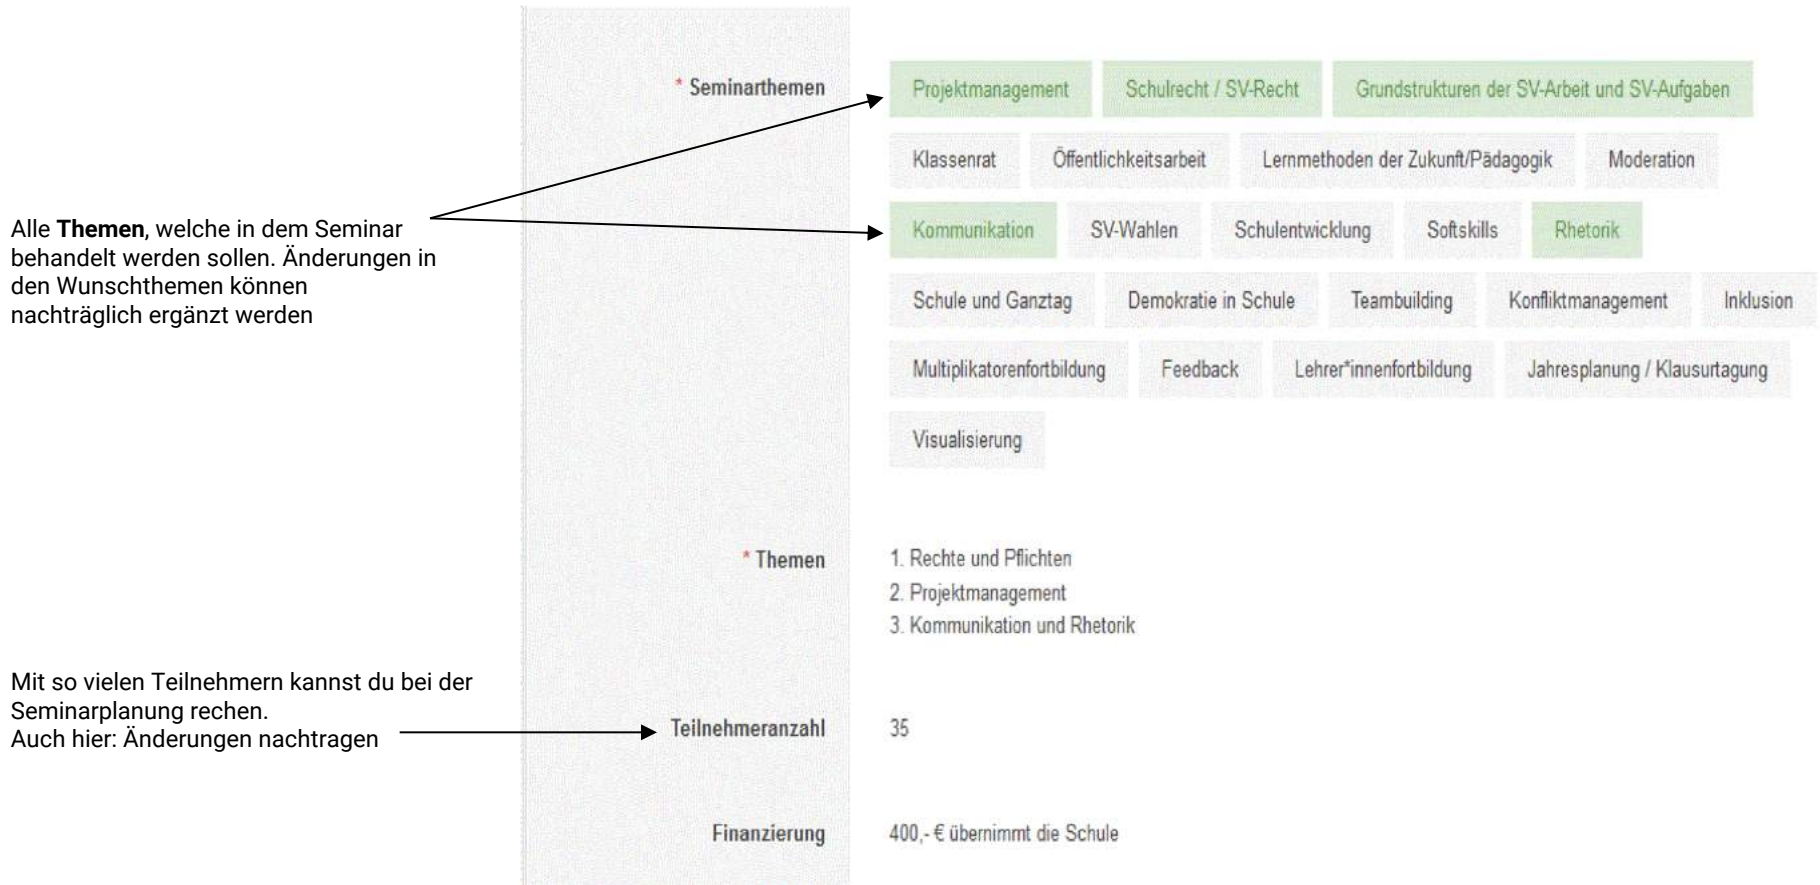 * Seminarthemen
Projektmanagement Schulrecht / SV-Recht Grundstrukturen der SV-Arbeit und SV-Aufgaben
Klassenrat Öffentlichkeitsarbeit Lernmethoden der Zukunft/Pädagogik Moderation
Alle Themen, welche in dem Seminar
behandelt werden sollen. Änderungen in
den Wunschthemen können
nachträglich ergänzt werden
Kommunikation SV-Wahlen Schulentwicklung Softskills Rhetorik
Schule und Ganztag Demokratie in Schule Teambuilding Konfliktmanagement Inklusion
Multiplikatorenfortbildung Feedback Lehrer*innenfortbildung Jahresplanung / Klausurtagung
Visualisierung
* Themen
1. Rechte und Pflichten
2. Projektmanagement
3. Kommunikation und Rhetorik
Mit so vielen Teilnehmern kannst du bei der
Seminarplanung rechen.
Auch hier: Änderungen nachtragen
Teilnehmeranzahl 35
Finanzierung 400,- € übernimmt die Schule